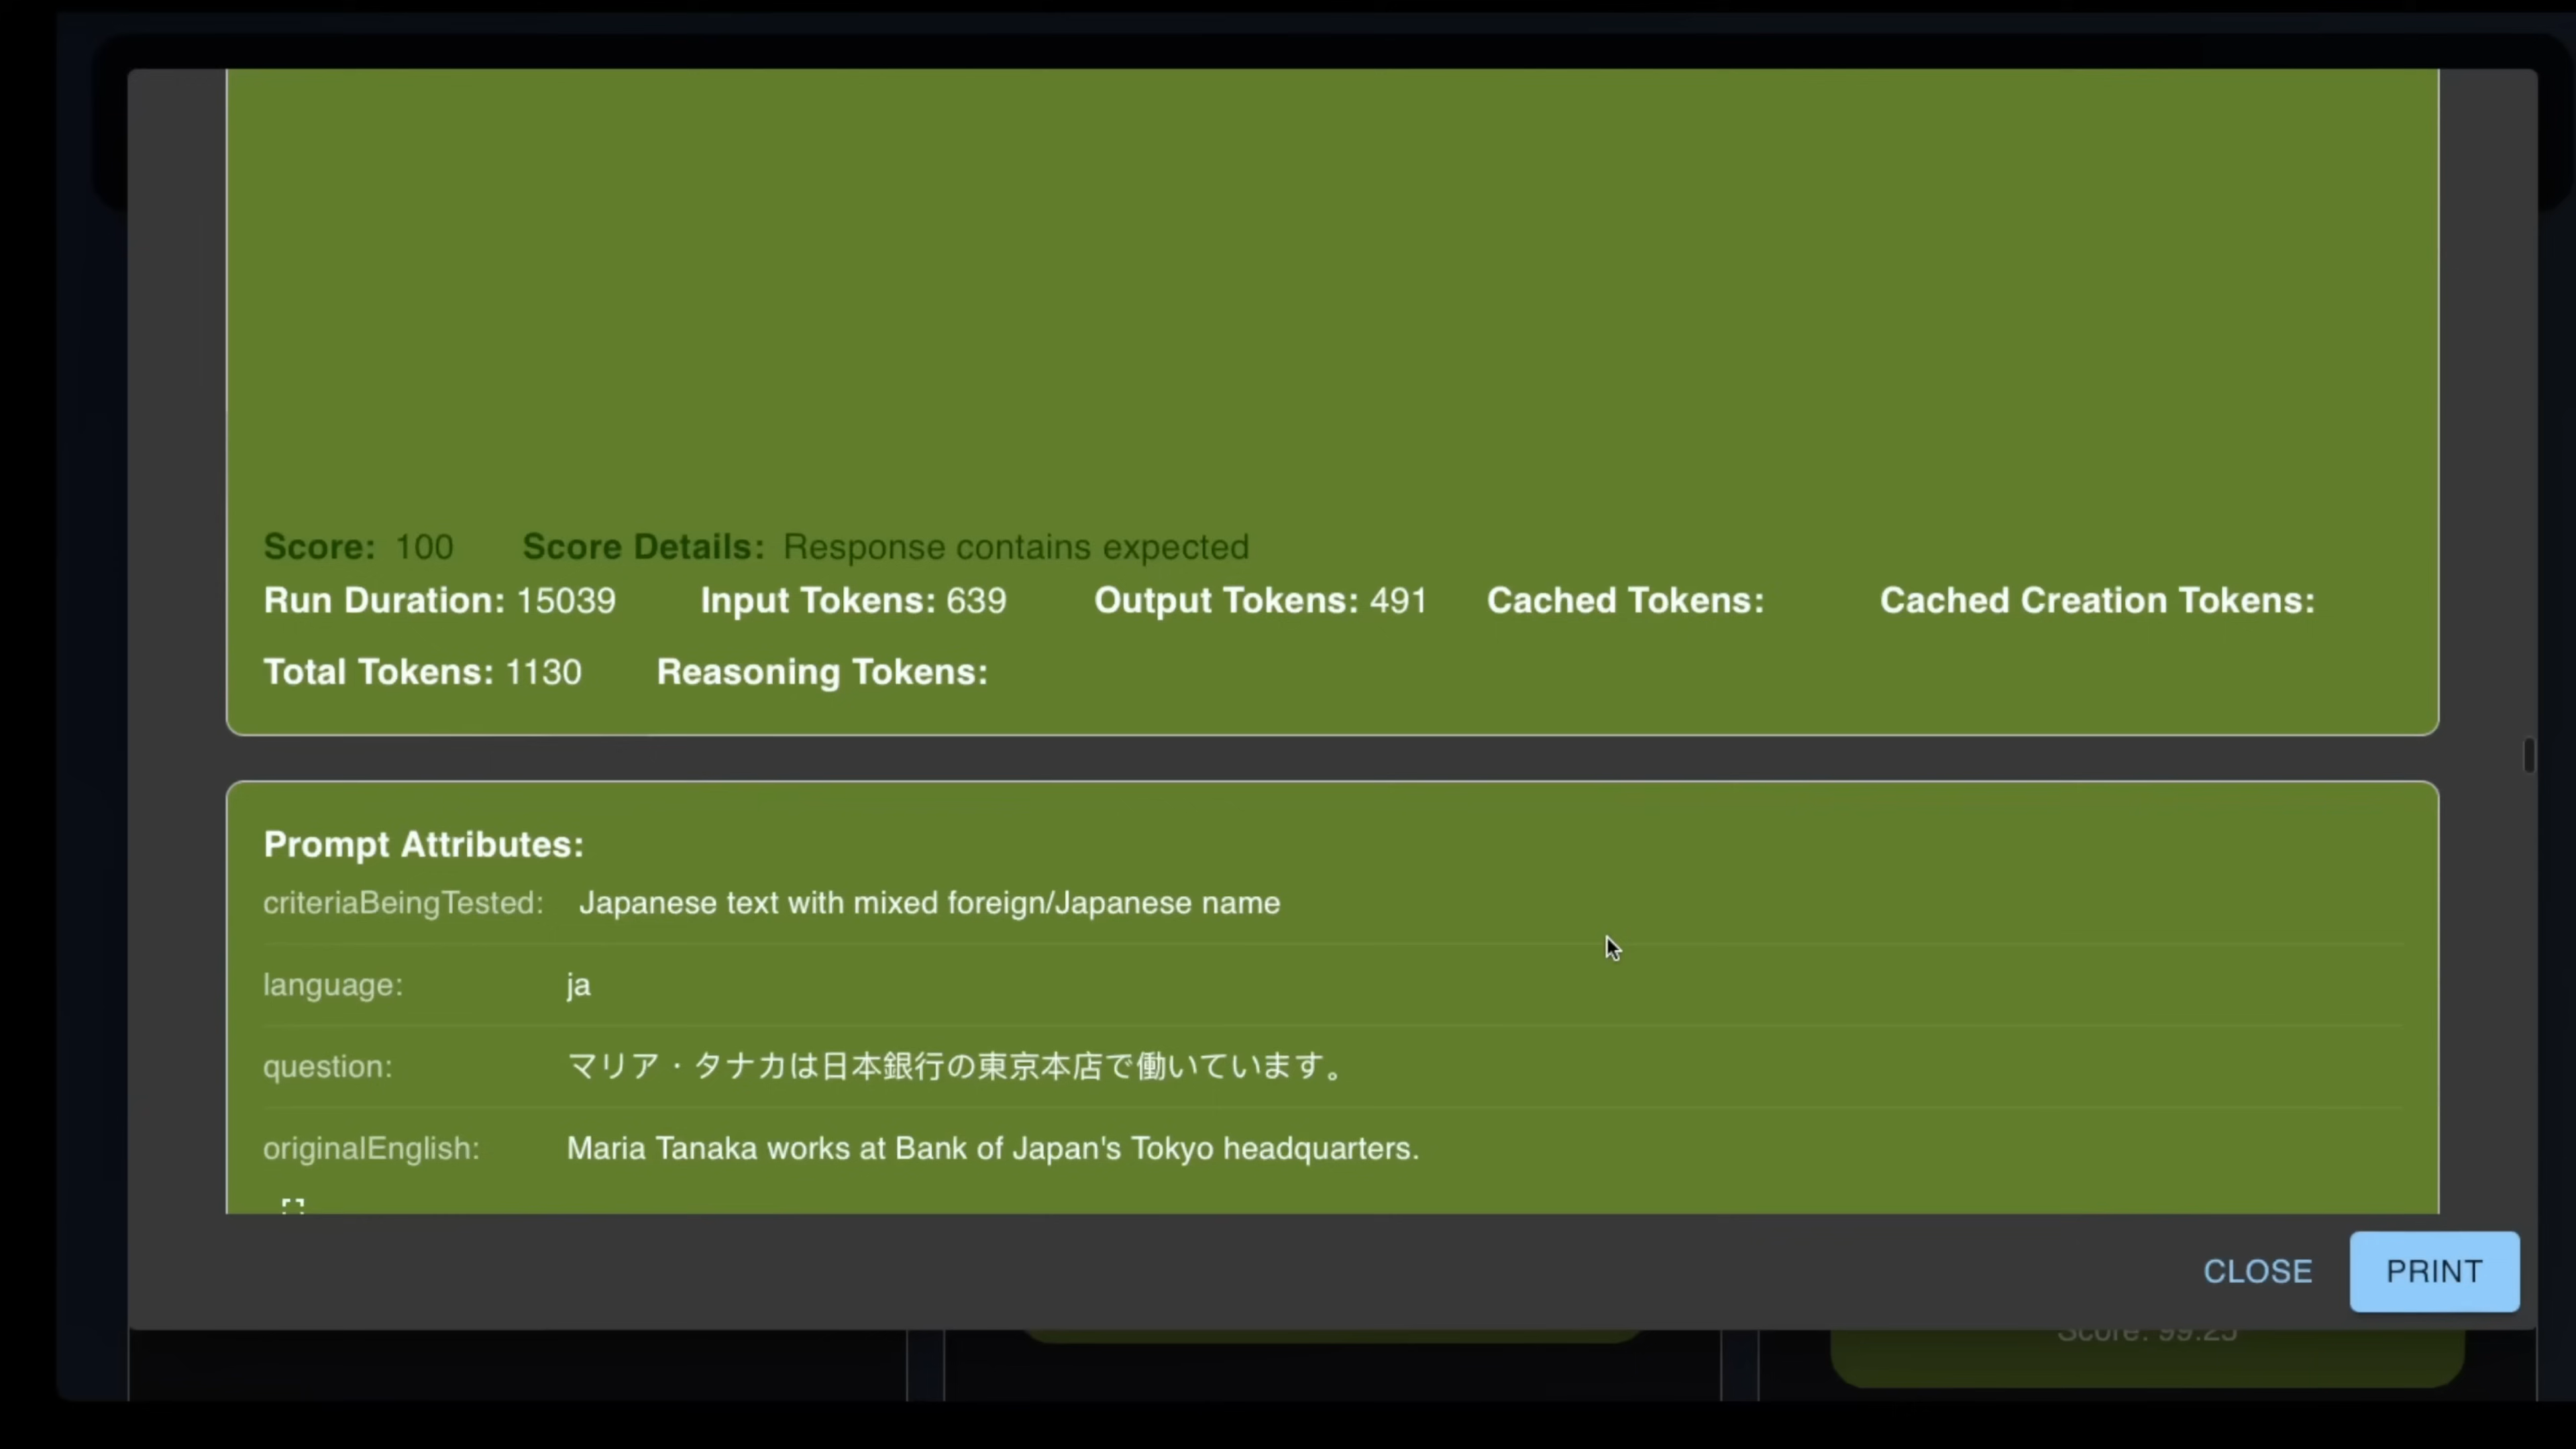 Score: 100 Score Details: Response contains expected
Run Duration: 15039 Input Tokens: 639 Output Tokens: 491 Cached Tokens: Cached Creation Tokens:
Total Tokens: 1130 Reasoning Tokens:
Prompt Attributes:
criteriaBeingTested: Japanese text with mixed foreign/Japanese name
language: ja
question: マリア・タナカは日本銀行の東京本店で働いています。
originalEnglish: Maria Tanaka works at Bank of Japan's Tokyo headquarters.
CLOSE PRINT
Score: 99.25